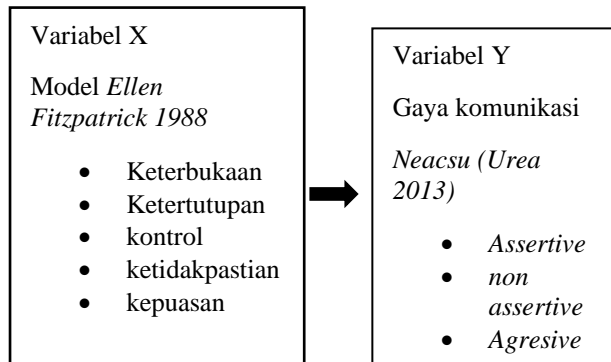 Variabel X
Model Ellen
Fitzpatrick 1988
• Keterbukaan
• Ketertutupan
• kontrol
• ketidakpastian
• kepuasan
Variabel Y
Gaya komunikasi
Neacsu (Urea
2013)
• Assertive
• non
assertive
• Agresive